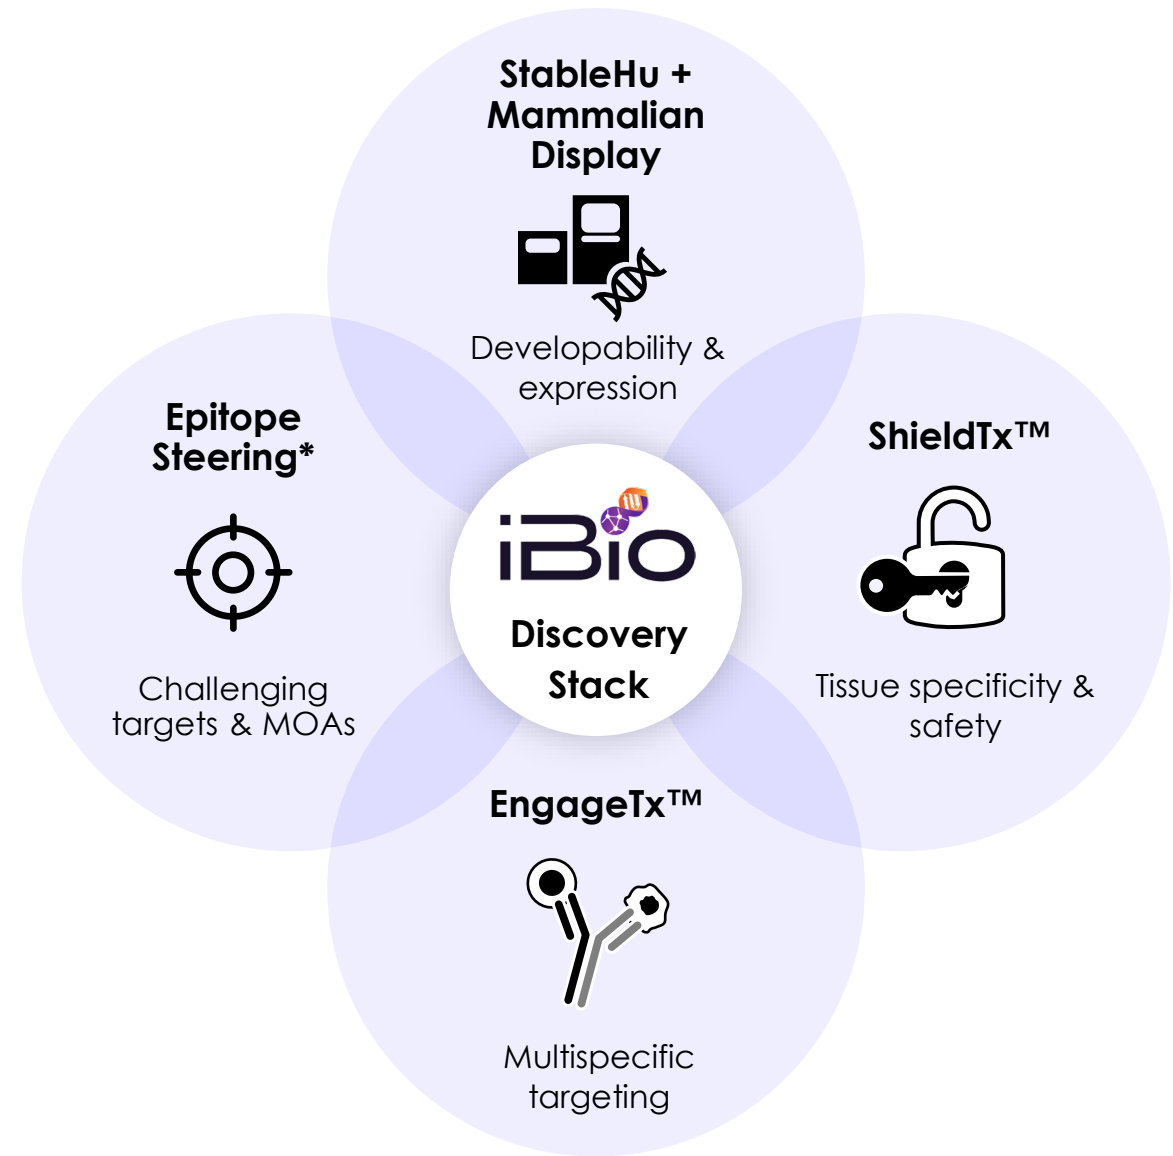 StableHu +
Mammalian
Display
Developability &
expression
Epitope
Steering*
Challenging
targets & MOAs
iBio
Discovery
Stack
ShieldTx™
Tissue specificity &
safety
EngageTx™
Multispecific
targeting